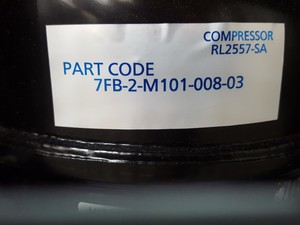 COMPRESSOR
RL2557-SA
PART CODE
7FB-2-M101-008-03